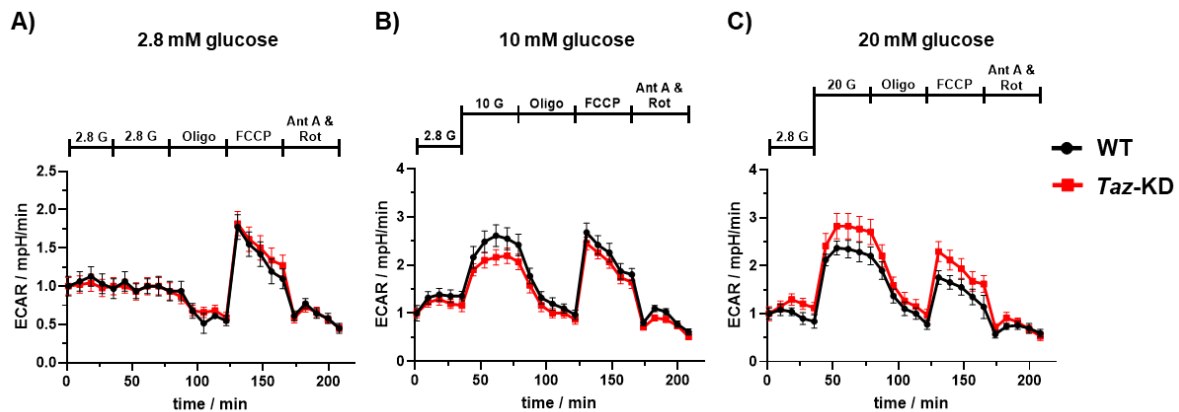 A)
2.8 mM glucose
2.8 G 2.8 G Oligo FCCP Ant A & Rot
ECAR / mpH/min
2.5
2.0
1.5
1.0
0.5
0.0
0 50 100 150 200
time / min
B)
10 mM glucose
2.8 G 10 G Oligo FCCP Ant A & Rot
ECAR / mpH/min
4
3
2
1
0
0 50 100 150 200
time / min
C)
20 mM glucose
2.8 G 20 G Oligo FCCP Ant A & Rot
ECAR / mpH/min
4
3
2
1
0
0 50 100 150 200
time / min
WT
Taz-KD